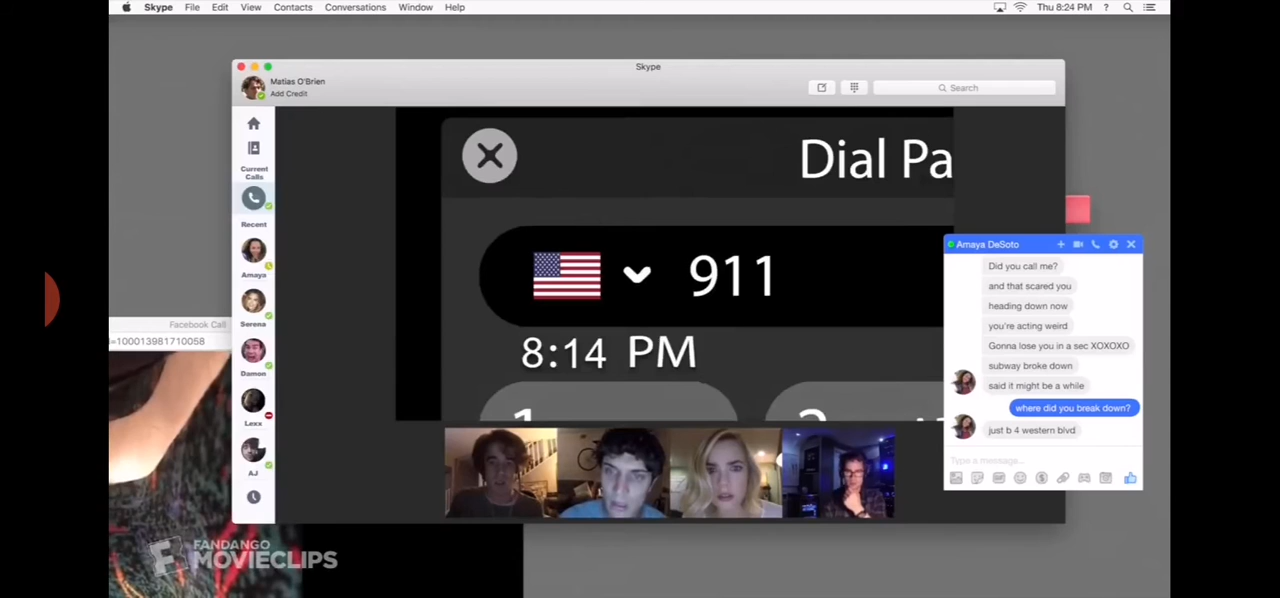 Skype File Edit View Contacts Conversations Window Help
Thu 8:24 PM
Skype
Matias O'Brien
Add Credit
Search
Current
Calls
Recent
Amaya
Serena
Damon
Lexx
AJ
Dial Pa
911
8:14 PM
1
2
Facebook Call
=100013981710058
Amaya DeSoto
Did you call me?
and that scared you
heading down now
you're acting weird
Gonna lose you in a sec XOXOXO
subway broke down
said it might be a while
where did you break down?
just b 4 western blvd
Type a message...
FANDANGO
MOVIECLIPS